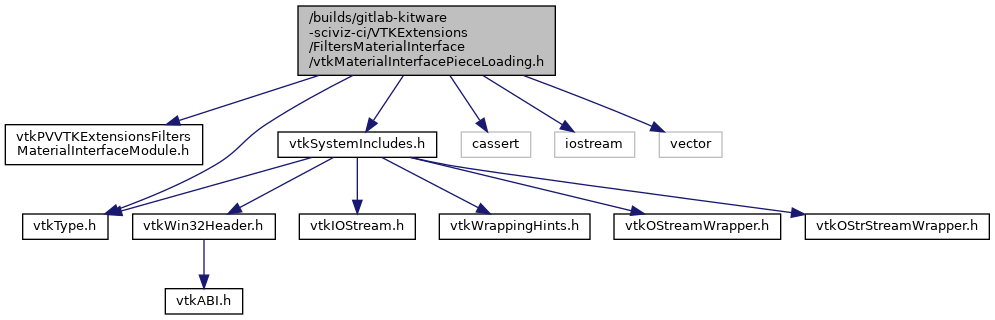 /builds/gitlab-kitware
-sciviz-ci/VTKExtensions
/FiltersMaterialInterface
/vtkMaterialInterfacePieceLoading.h
vtkPVVTKExtensionsFilters
MaterialInterfaceModule.h
vtkSystemIncludes.h
cassert
iostream
vector
vtkType.h
vtkWin32Header.h
vtkIOStream.h
vtkWrappingHints.h
vtkOStreamWrapper.h
vtkOStrStreamWrapper.h
vtkABI.h